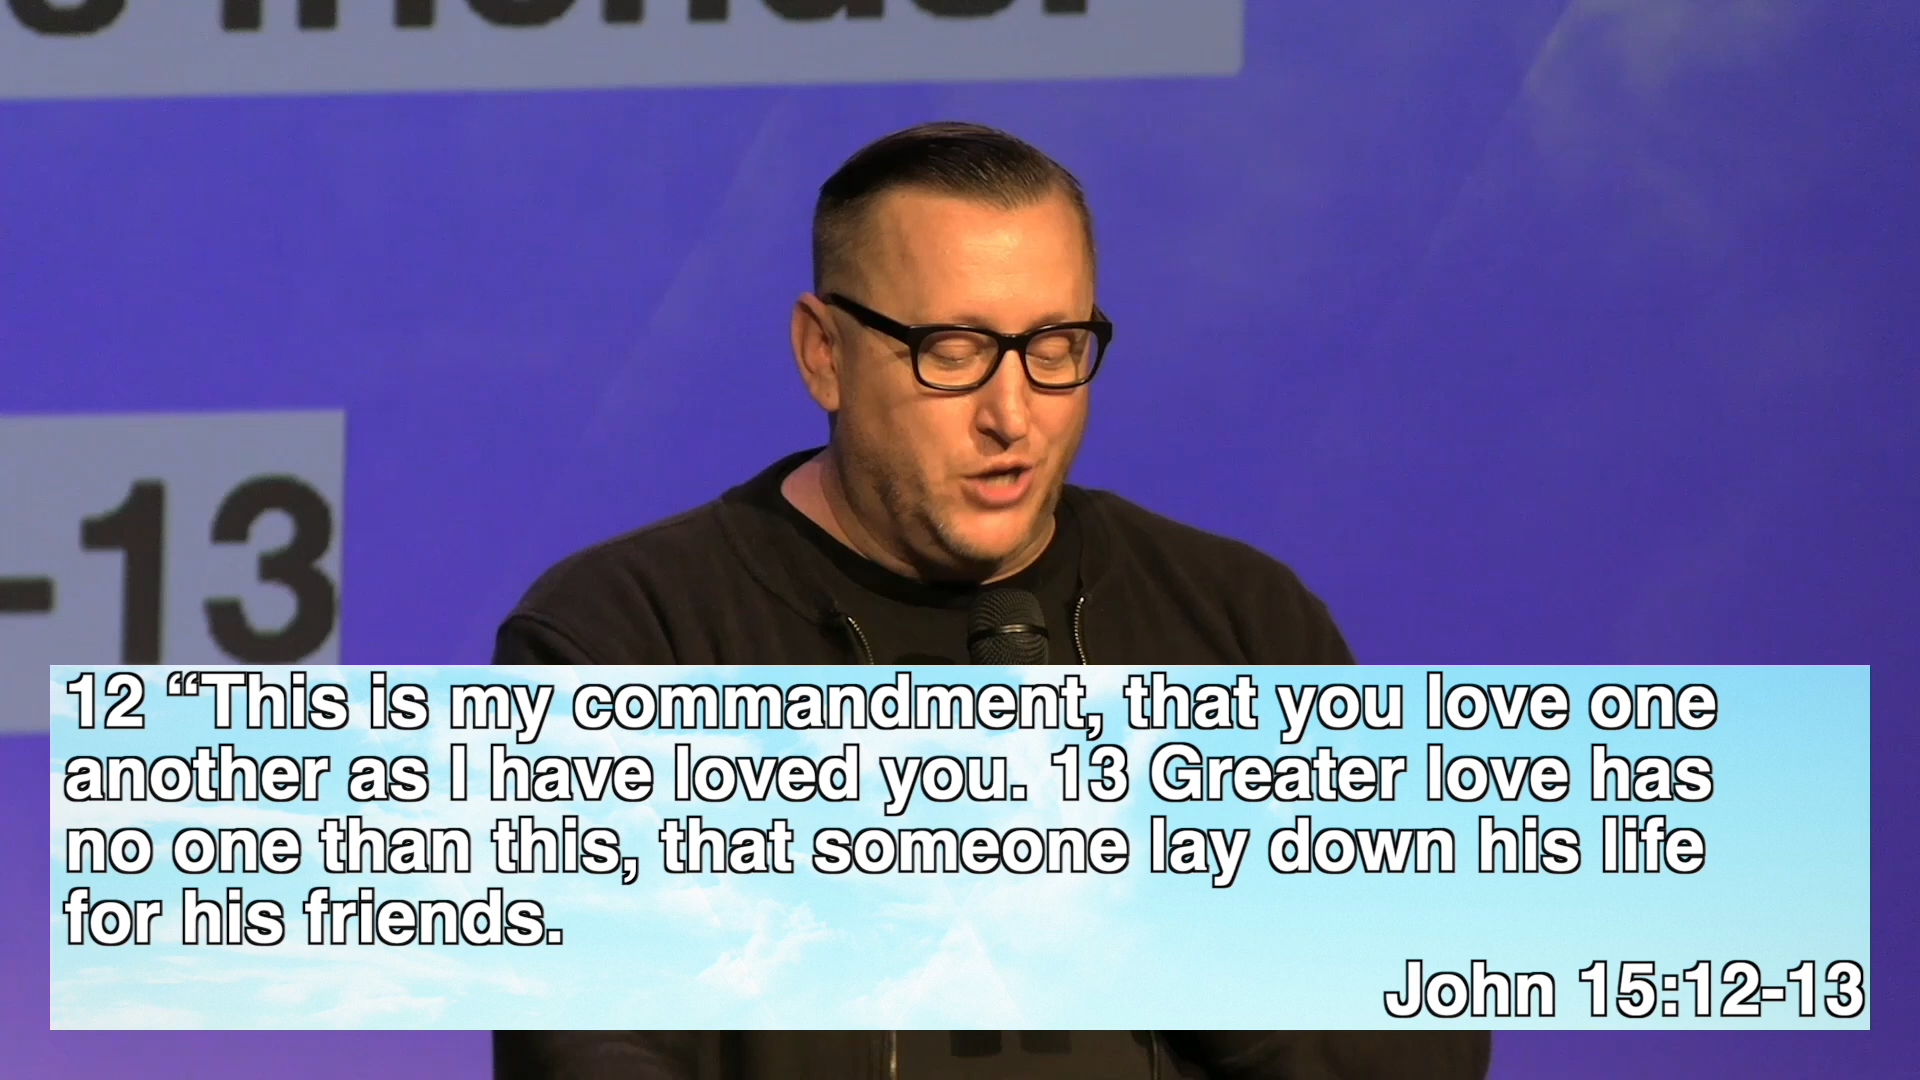 -13
12 “This is my commandment, that you love one
another as I have loved you. 13 Greater love has
no one than this, that someone lay down his life
for his friends.
John 15:12-13